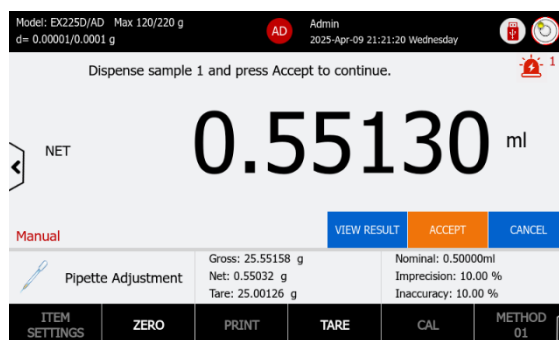 Model: EX225D/AD Max 120/220 g
d= 0.00001/0.0001 g
AD
Admin
2025-Apr-09 21:21:20 Wednesday
Dispense sample 1 and press Accept to continue.
1
NET
0.55130 ml
Manual
VIEW RESULT
ACCEPT
CANCEL
Pipette Adjustment
Gross: 25.55158 g
Net: 0.55032 g
Tare: 25.00126 g
Nominal: 0.50000ml
Imprecision: 10.00 %
Inaccuracy: 10.00 %
ITEM
SETTINGS
ZERO
PRINT
TARE
CAL
METHOD
01